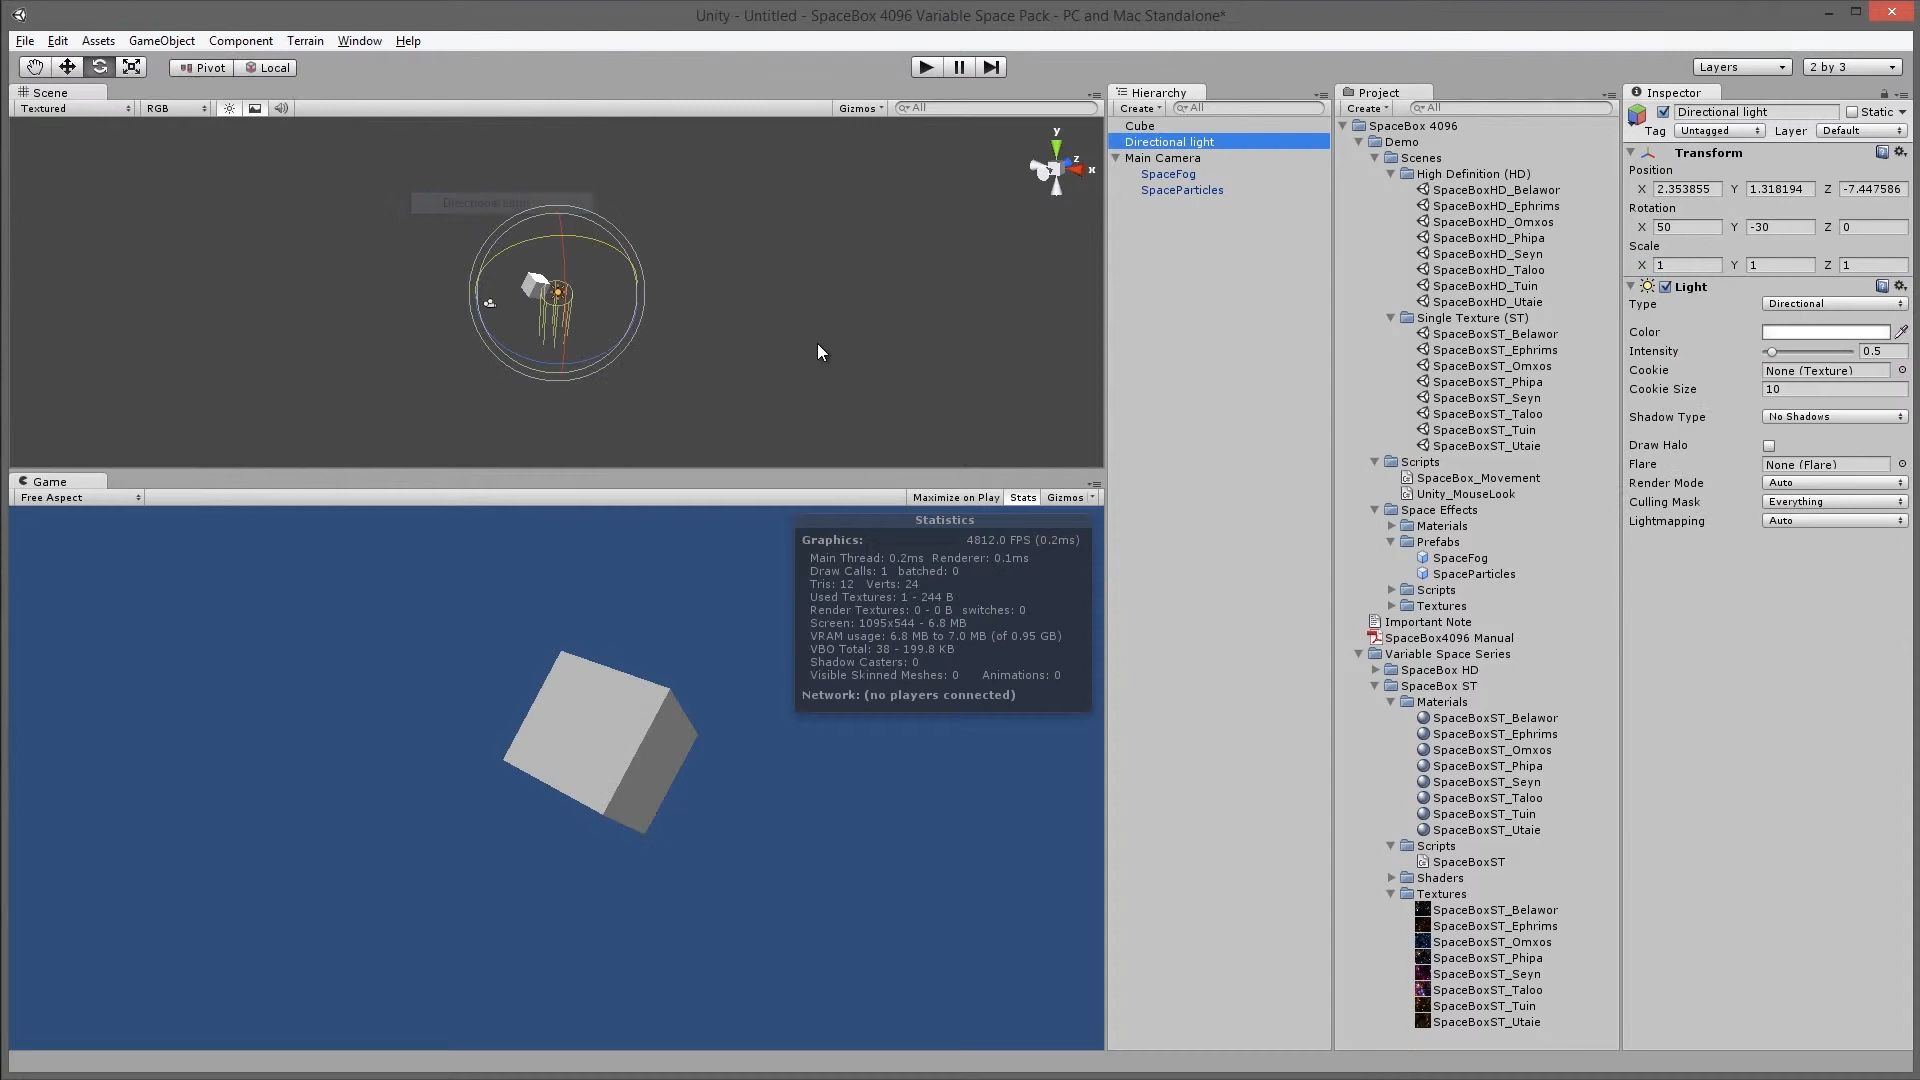 Unity - Untitled - SpaceBox 4096 Variable Space Pack - PC and Mac Standalone*
File Edit Assets GameObject Component Terrain Window Help
Pivot Local Layers 2 by 3
Scene
Textured RGB Gizmos All
y
z
x
Directional Light
Game
Free Aspect Maximize on Play Stats Gizmos
Statistics
Graphics: 4812.0 FPS (0.2ms)
Main Thread: 0.2ms Renderer: 0.1ms
Draw Calls: 1 batched: 0
Tris: 12 Verts: 24
Used Textures: 1 - 244 B
Render Textures: 0 - 0 B switches: 0
Screen: 1095x544 - 6.8 MB
VRAM usage: 6.8 MB to 7.0 MB (of 0.95 GB)
VBO Total: 38 - 199.8 KB
Shadow Casters: 0
Visible Skinned Meshes: 0 Animations: 0
Network: (no players connected)
Hierarchy
Create All
Cube
Directional light
Main Camera
SpaceFog
SpaceParticles
Project
Create All
SpaceBox 4096
Demo
Scenes
High Definition (HD)
SpaceBoxHD_Belawor
SpaceBoxHD_Ephrims
SpaceBoxHD_Omxos
SpaceBoxHD_Phipa
SpaceBoxHD_Seyn
SpaceBoxHD_Taloo
SpaceBoxHD_Tuin
SpaceBoxHD_Utaie
Single Texture (ST)
SpaceBoxST_Belawor
SpaceBoxST_Ephrims
SpaceBoxST_Omxos
SpaceBoxST_Phipa
SpaceBoxST_Seyn
SpaceBoxST_Taloo
SpaceBoxST_Tuin
SpaceBoxST_Utaie
Scripts
SpaceBox_Movement
Unity_MouseLook
Space Effects
Materials
Prefabs
SpaceFog
SpaceParticles
Scripts
Textures
Important Note
SpaceBox4096 Manual
Variable Space Series
SpaceBox HD
SpaceBox ST
Materials
SpaceBoxST_Belawor
SpaceBoxST_Ephrims
SpaceBoxST_Omxos
SpaceBoxST_Phipa
SpaceBoxST_Seyn
SpaceBoxST_Taloo
SpaceBoxST_Tuin
SpaceBoxST_Utaie
Scripts
SpaceBoxST
Shaders
Textures
SpaceBoxST_Belawor
SpaceBoxST_Ephrims
SpaceBoxST_Omxos
SpaceBoxST_Phipa
SpaceBoxST_Seyn
SpaceBoxST_Taloo
SpaceBoxST_Tuin
SpaceBoxST_Utaie
Inspector
Directional light Static
Tag Untagged Layer Default
Transform
Position
X 2.353855 Y 1.318194 Z -7.447586
Rotation
X 50 Y -30 Z 0
Scale
X 1 Y 1 Z 1
Light
Type Directional
Color
Intensity 0.5
Cookie None (Texture)
Cookie Size 10
Shadow Type No Shadows
Draw Halo
Flare None (Flare)
Render Mode Auto
Culling Mask Everything
Lightmapping Auto